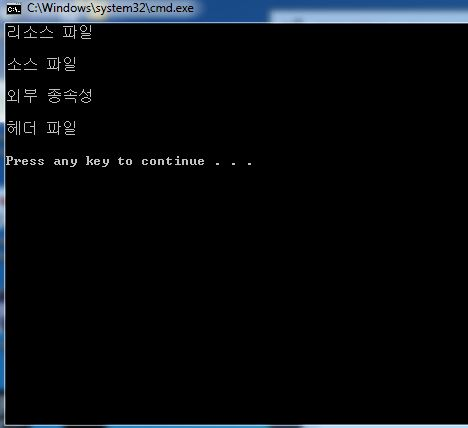 C:\Windows\system32\cmd.exe
리소스 파일
소스 파일
외부 종속성
헤더 파일
Press any key to continue . . .